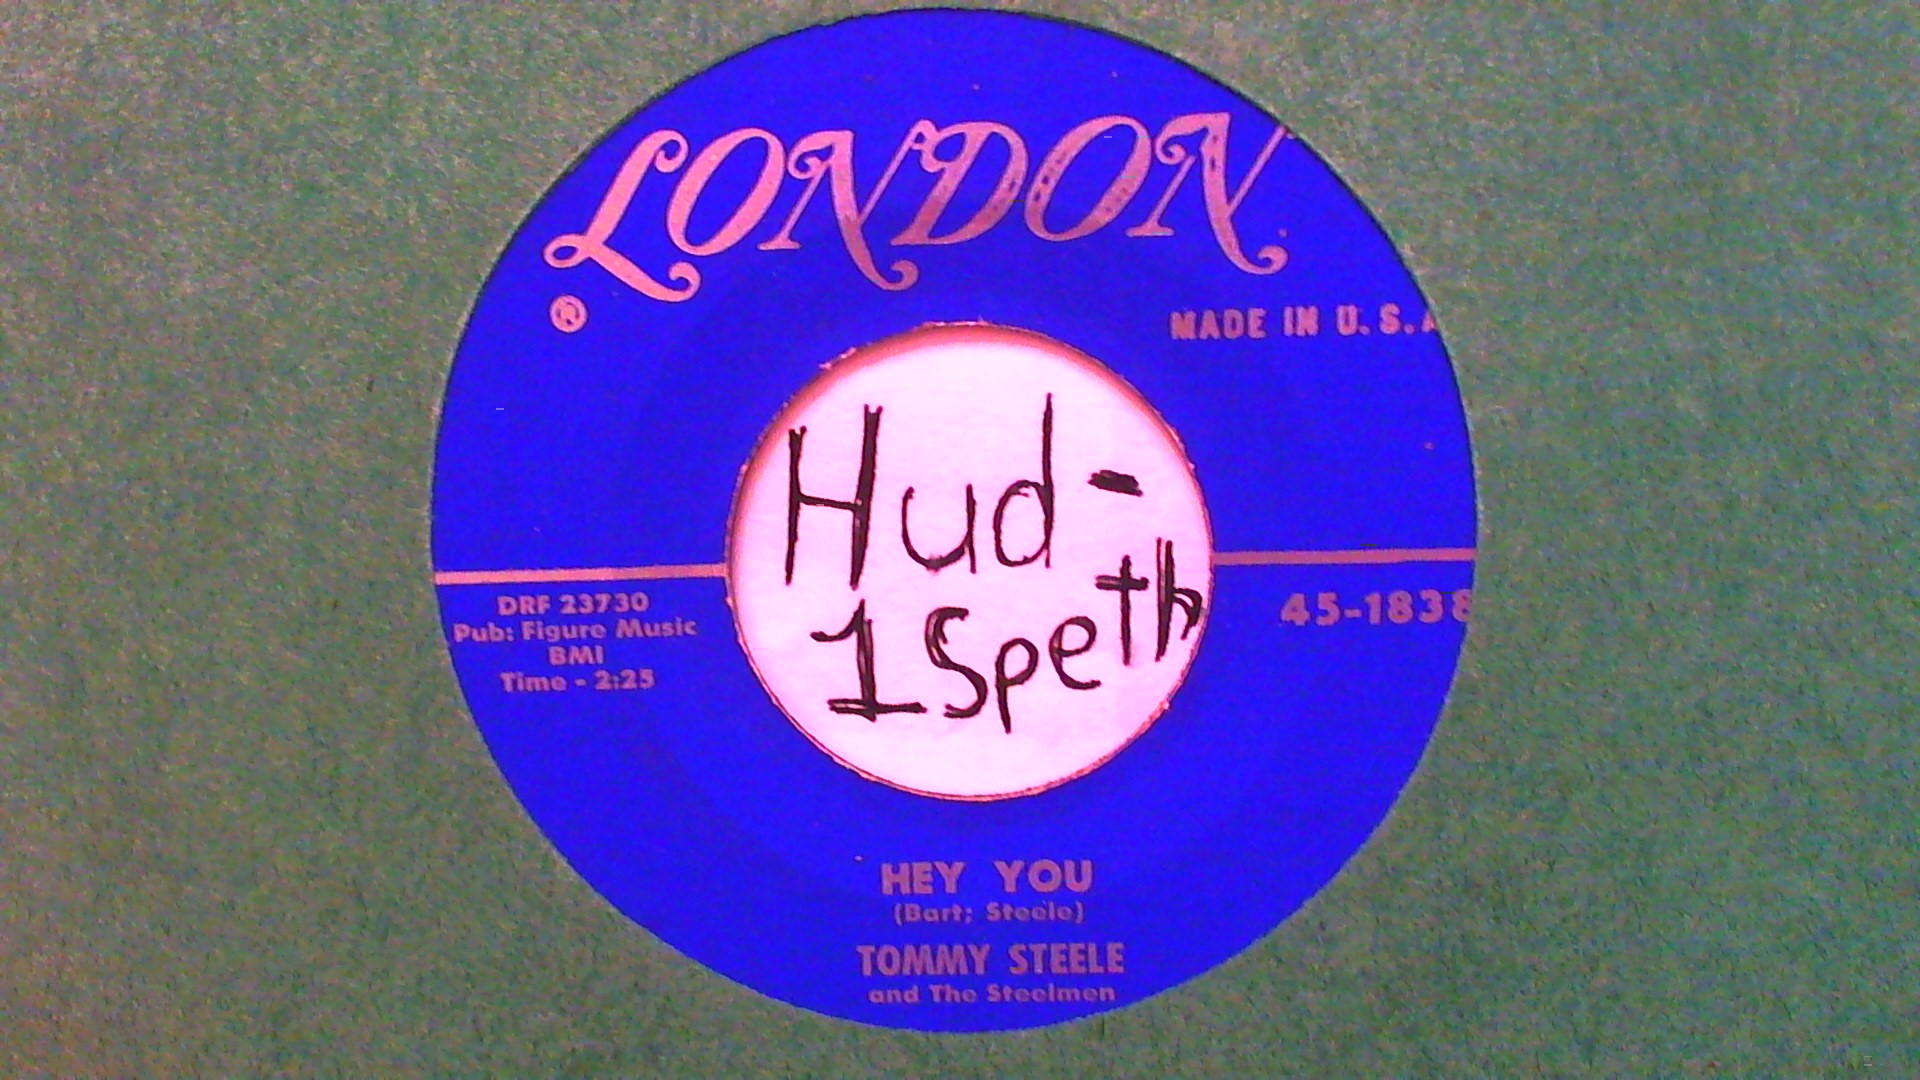 LONDON
®
MADE IN U.S.A
Hud-
1Speth
DRF 23730
Pub: Figure Music
BMI
Time - 2:25
45-1838
HEY YOU
(Bart; Steele)
TOMMY STEELE
and The Steelmen